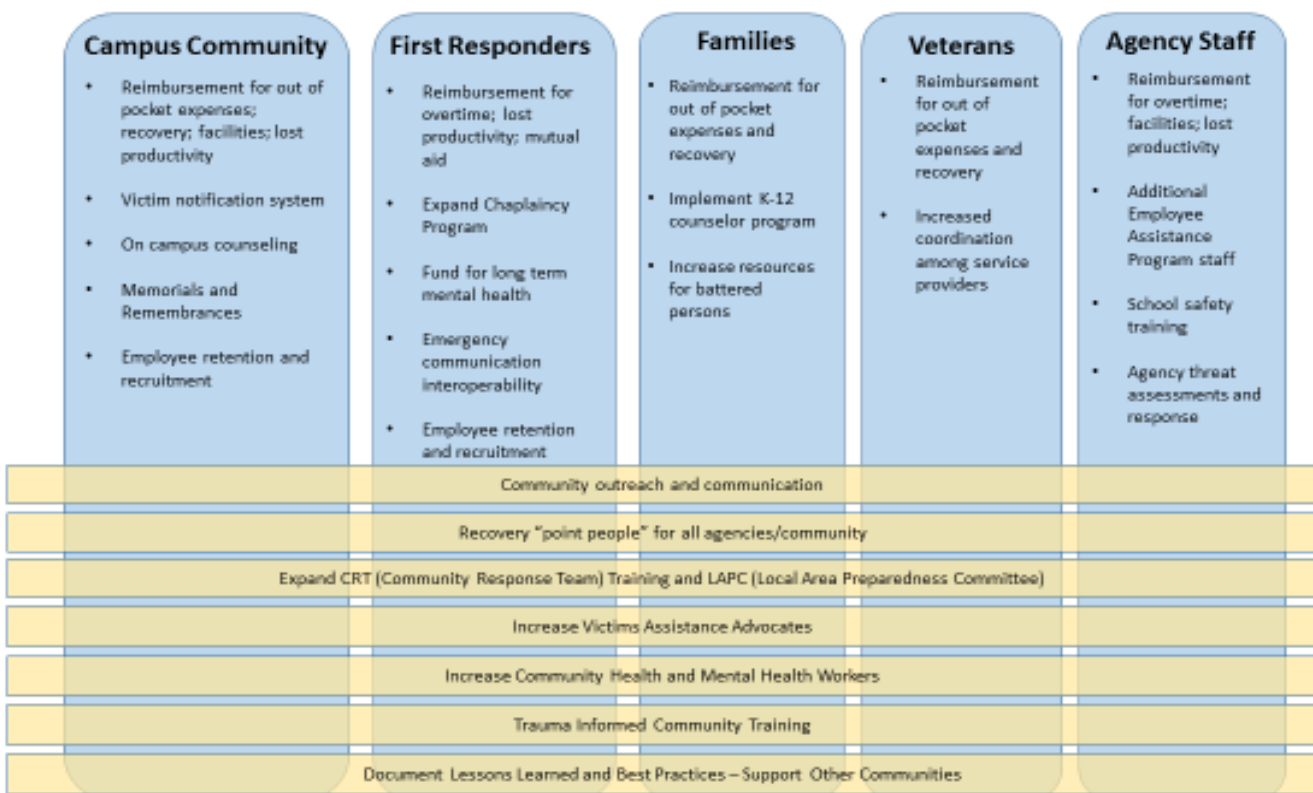 Campus Community
• Reimbursement for out of
pocket expenses;
recovery; facilities; lost
productivity
• Victim notification system
• On campus counseling
• Memorials and
Remembrances
• Employee retention and
recruitment
First Responders
• Reimbursement for
overtime; lost
productivity; mutual
aid
• Expand Chaplaincy
Program
• Fund for long term
mental health
• Emergency
communication
interoperability
• Employee retention
and recruitment
Families
• Reimbursement for
out of pocket
expenses and
recovery
• Implement K-12
counselor program
• Increase resources
for battered
persons
Veterans
• Reimbursement
for out of
pocket
expenses and
recovery
• Increased
coordination
among service
providers
Agency Staff
• Reimbursement
for overtime;
facilities; lost
productivity
• Additional
Employee
Assistance
Program staff
• School safety
training
• Agency threat
assessments and
response
Community outreach and communication
Recovery “point people” for all agencies/community
Expand CRT (Community Response Team) Training and LAPC (Local Area Preparedness Committee)
Increase Victims Assistance Advocates
Increase Community Health and Mental Health Workers
Trauma Informed Community Training
Document Lessons Learned and Best Practices – Support Other Communities